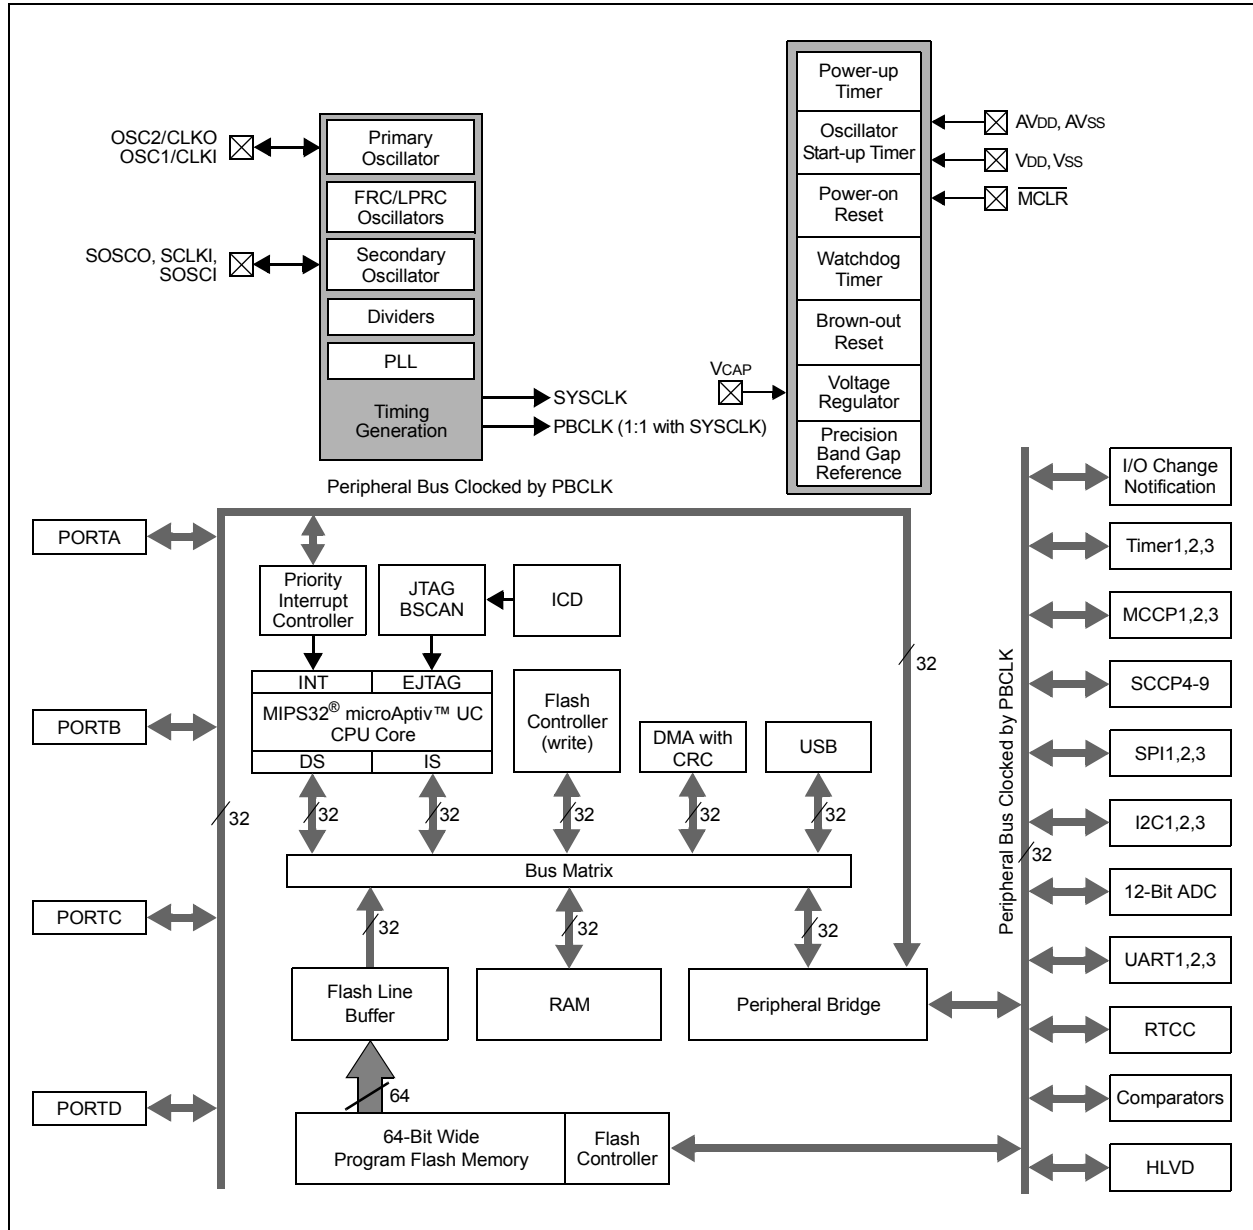 Power-up
Timer
Oscillator
Start-up Timer
Power-on
Reset
Watchdog
Timer
Brown-out
Reset
Voltage
Regulator
Precision
Band Gap
Reference
AVDD, AVSS
VDD, VSS
MCLR
VCAP
OSC2/CLKO
OSC1/CLKI
Primary
Oscillator
FRC/LPRC
Oscillators
SOSCO, SCLKI,
SOSCI
Secondary
Oscillator
Dividers
PLL
Timing
Generation
SYSCLK
PBCLK (1:1 with SYSCLK)
Peripheral Bus Clocked by PBCLK
PORTA
PORTB
PORTC
PORTD
32
Priority
Interrupt
Controller
JTAG
BSCAN
ICD
INT
EJTAG
MIPS32® microAptiv™ UC
CPU Core
DS
IS
Flash
Controller
(write)
DMA with
CRC
USB
32
32
32
32
32
32
Bus Matrix
32
32
32
Flash Line
Buffer
RAM
Peripheral Bridge
64
64-Bit Wide
Program Flash Memory
Flash
Controller
Peripheral Bus Clocked by PBCLK
32
I/O Change
Notification
Timer1,2,3
MCCP1,2,3
SCCP4-9
SPI1,2,3
I2C1,2,3
12-Bit ADC
UART1,2,3
RTCC
Comparators
HLVD